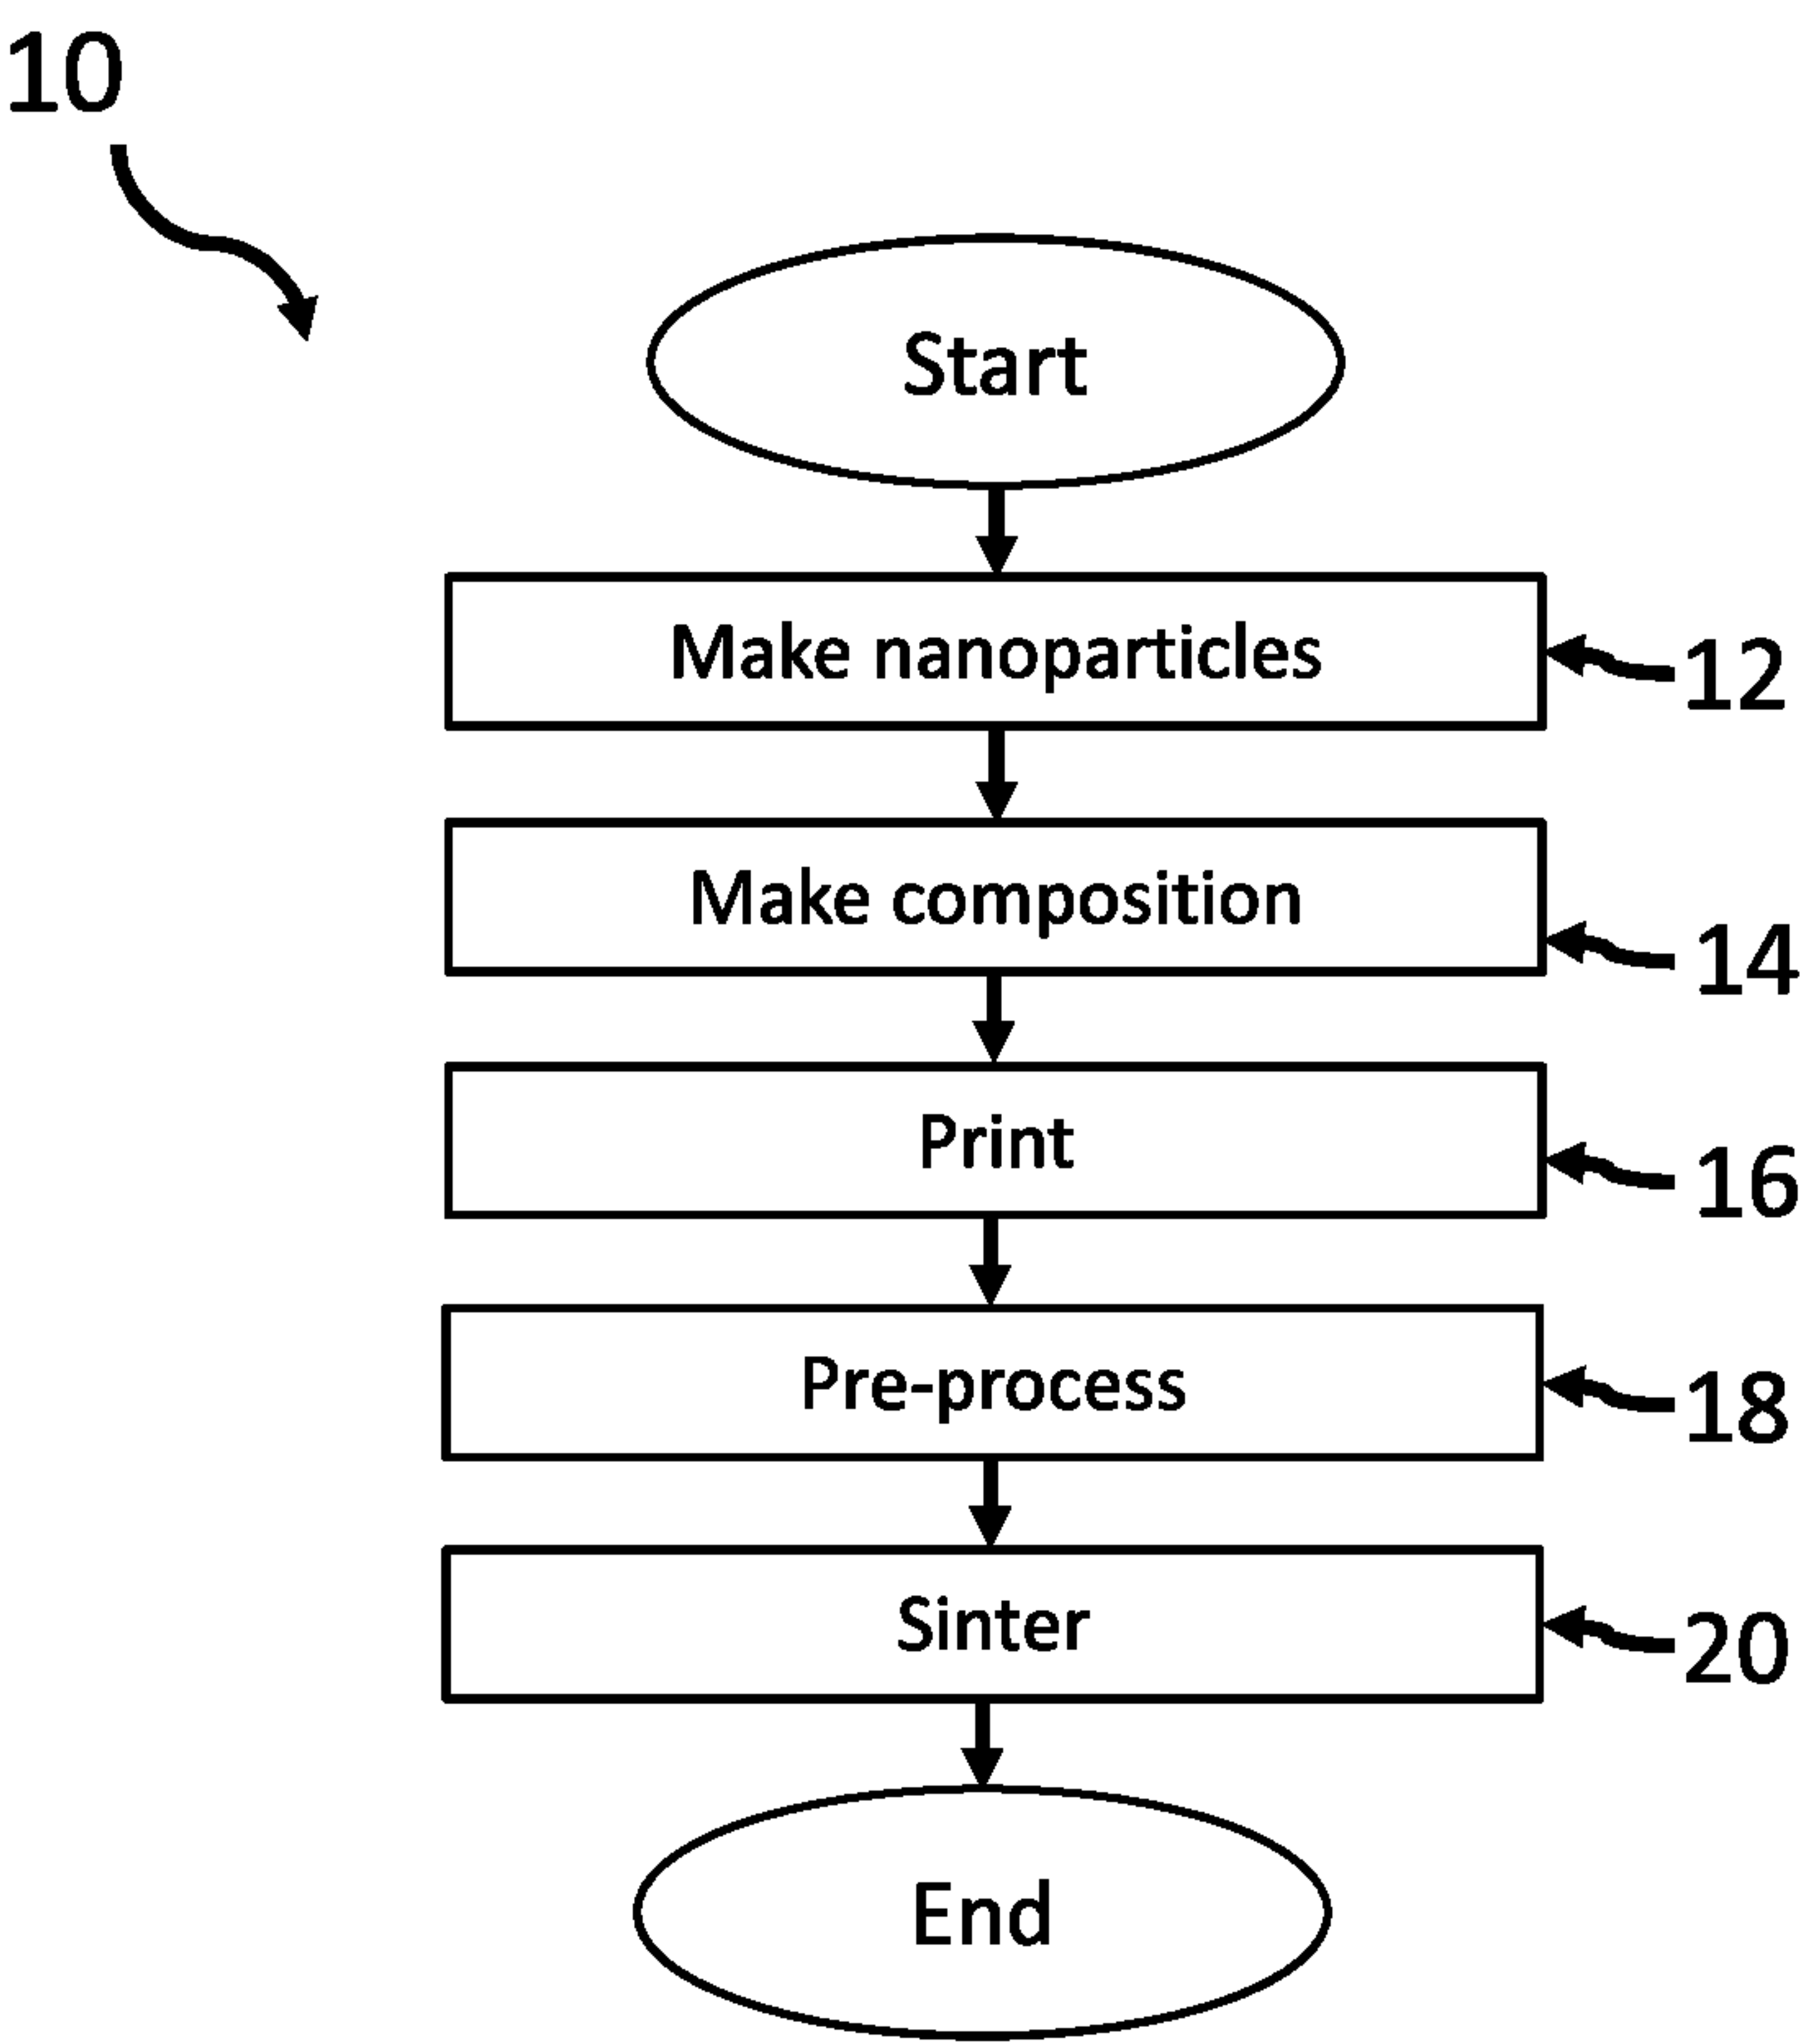 10
Start
Make nanoparticles
12
Make composition
14
Print
16
Pre-process
18
Sinter
20
End